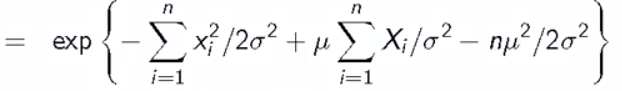 = exp { − ∑_{i=1}^{n} x_i^2/2σ^2 + μ ∑_{i=1}^{n} X_i/σ^2 − nμ^2/2σ^2 }